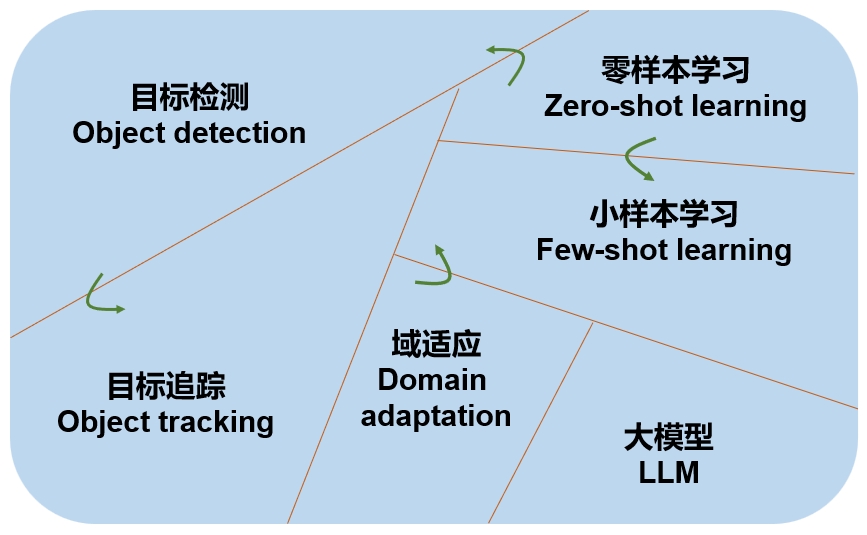 目标检测
Object detection
零样本学习
Zero-shot learning
小样本学习
Few-shot learning
目标追踪
Object tracking
域适应
Domain
adaptation
大模型
LLM